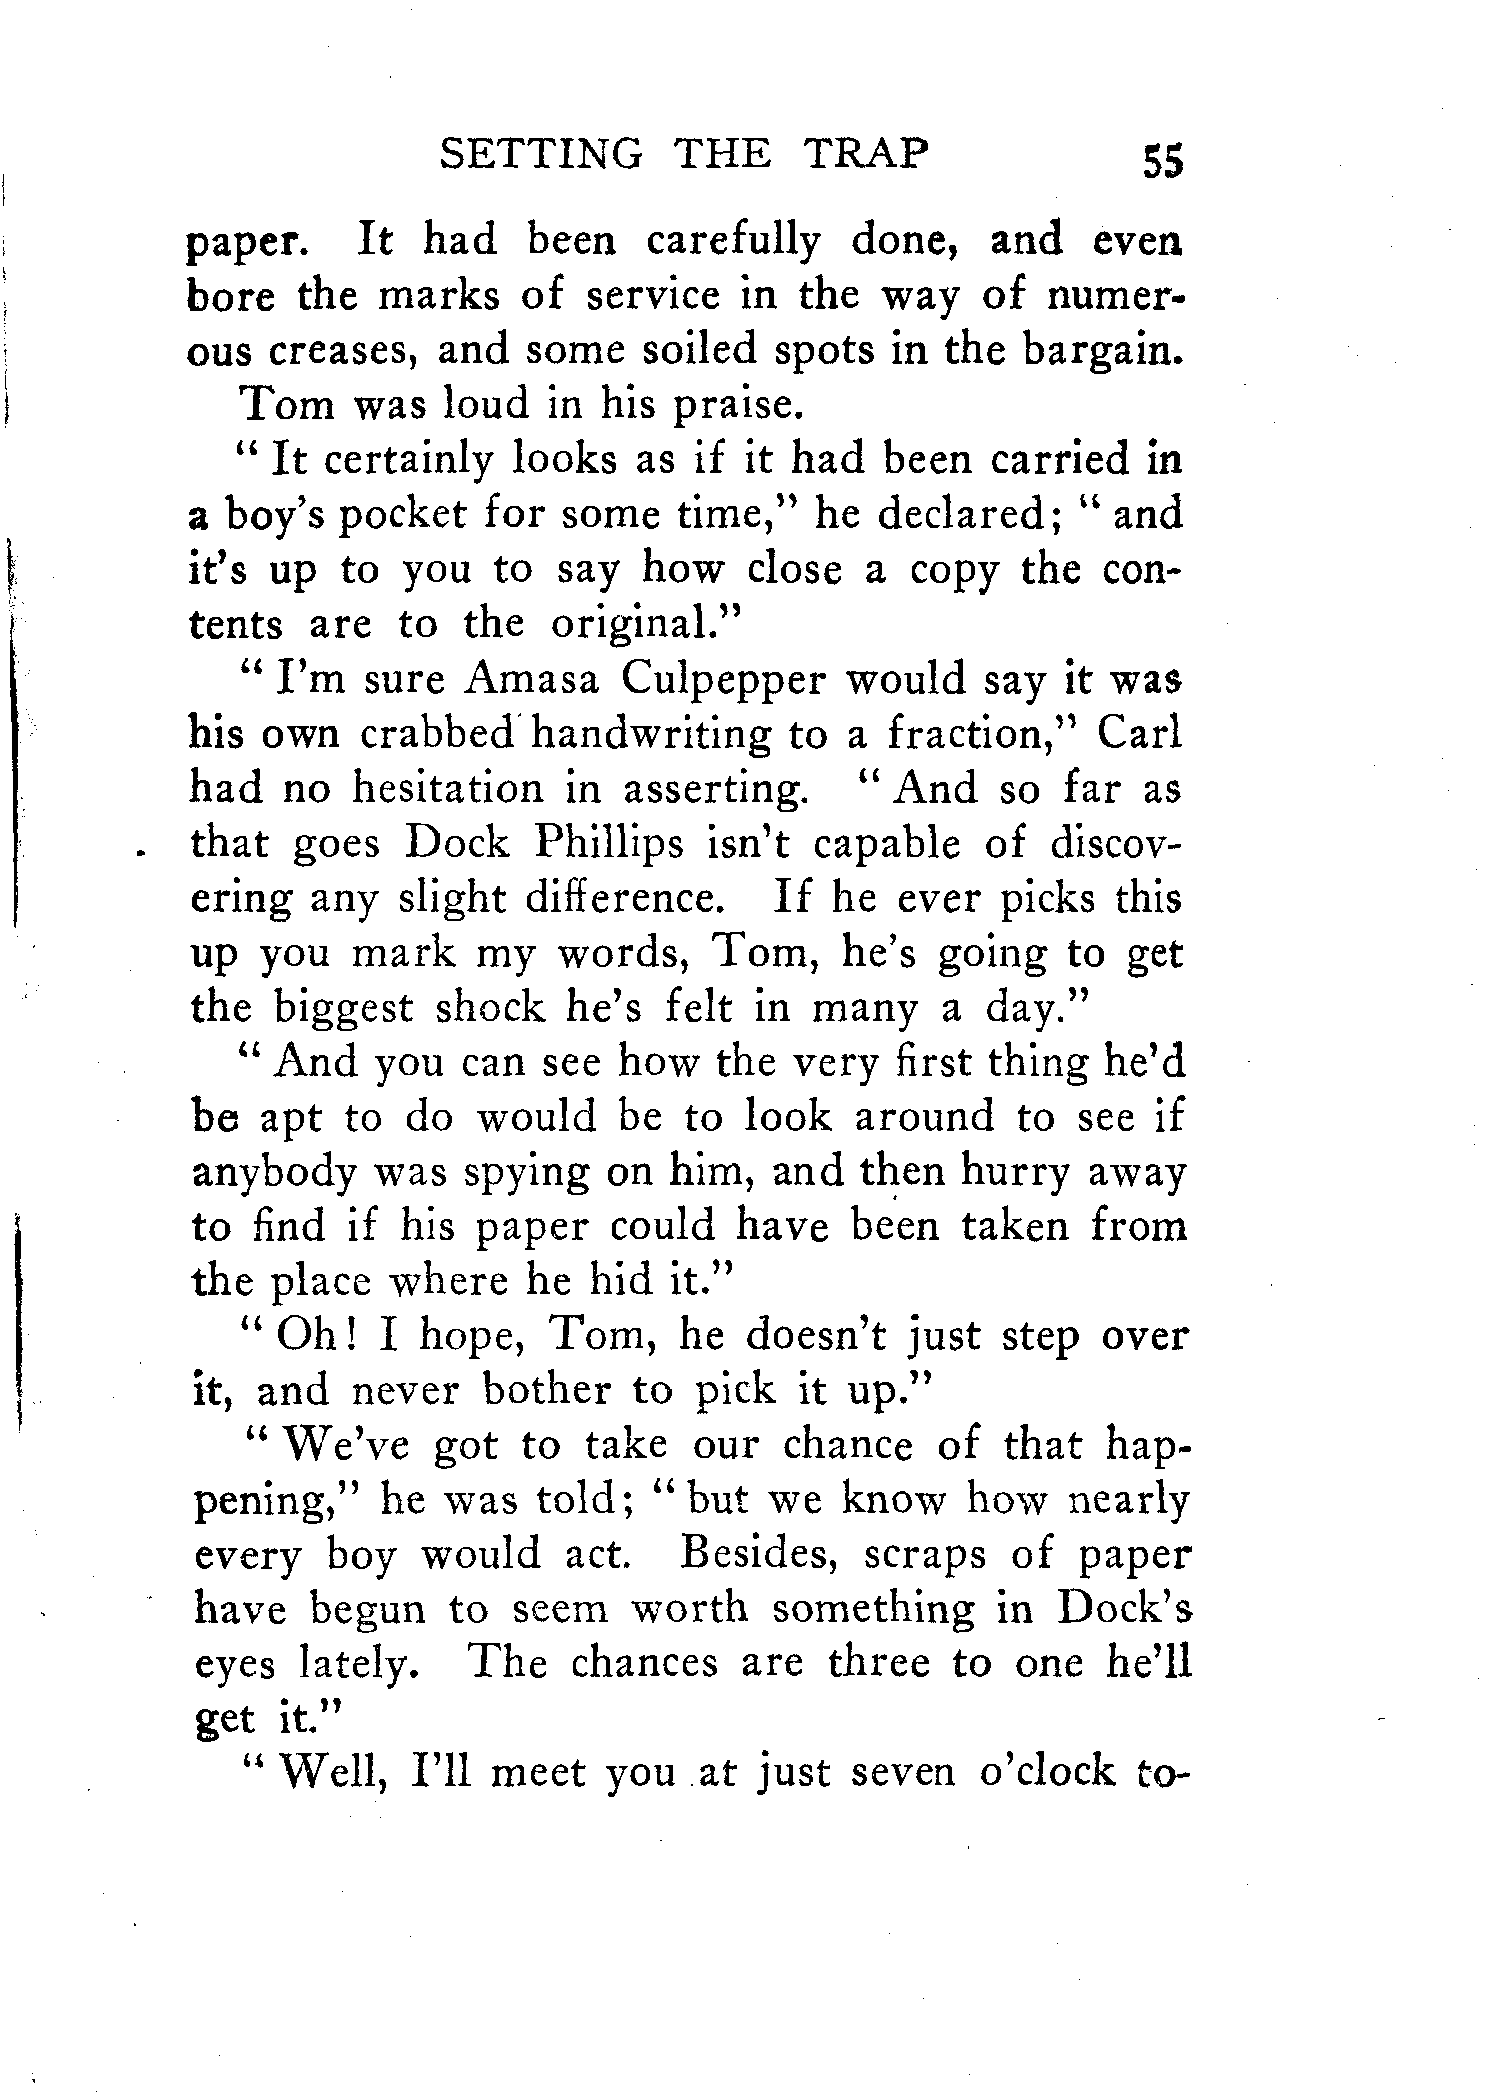 SETTING THE TRAP 55
paper. It had been carefully done, and even
bore the marks of service in the way of numer-
ous creases, and some soiled spots in the bargain.
Tom was loud in his praise.
" It certainly looks as if it had been carried in
a boy's pocket for some time," he declared; " and
it's up to you to say how close a copy the con-
tents are to the original."
" I'm sure Amasa Culpepper would say it was
his own crabbed handwriting to a fraction," Carl
had no hesitation in asserting. " And so far as
that goes Dock Phillips isn't capable of discov-
ering any slight difference. If he ever picks this
up you mark my words, Tom, he's going to get
the biggest shock he's felt in many a day."
" And you can see how the very first thing he'd
be apt to do would be to look around to see if
anybody was spying on him, and then hurry away
to find if his paper could have been taken from
the place where he hid it."
" Oh! I hope, Tom, he doesn't just step over
it, and never bother to pick it up."
" We've got to take our chance of that hap-
pening," he was told; " but we know how nearly
every boy would act. Besides, scraps of paper
have begun to seem worth something in Dock's
eyes lately. The chances are three to one he'll
get it."
" Well, I'll meet you at just seven o'clock to-